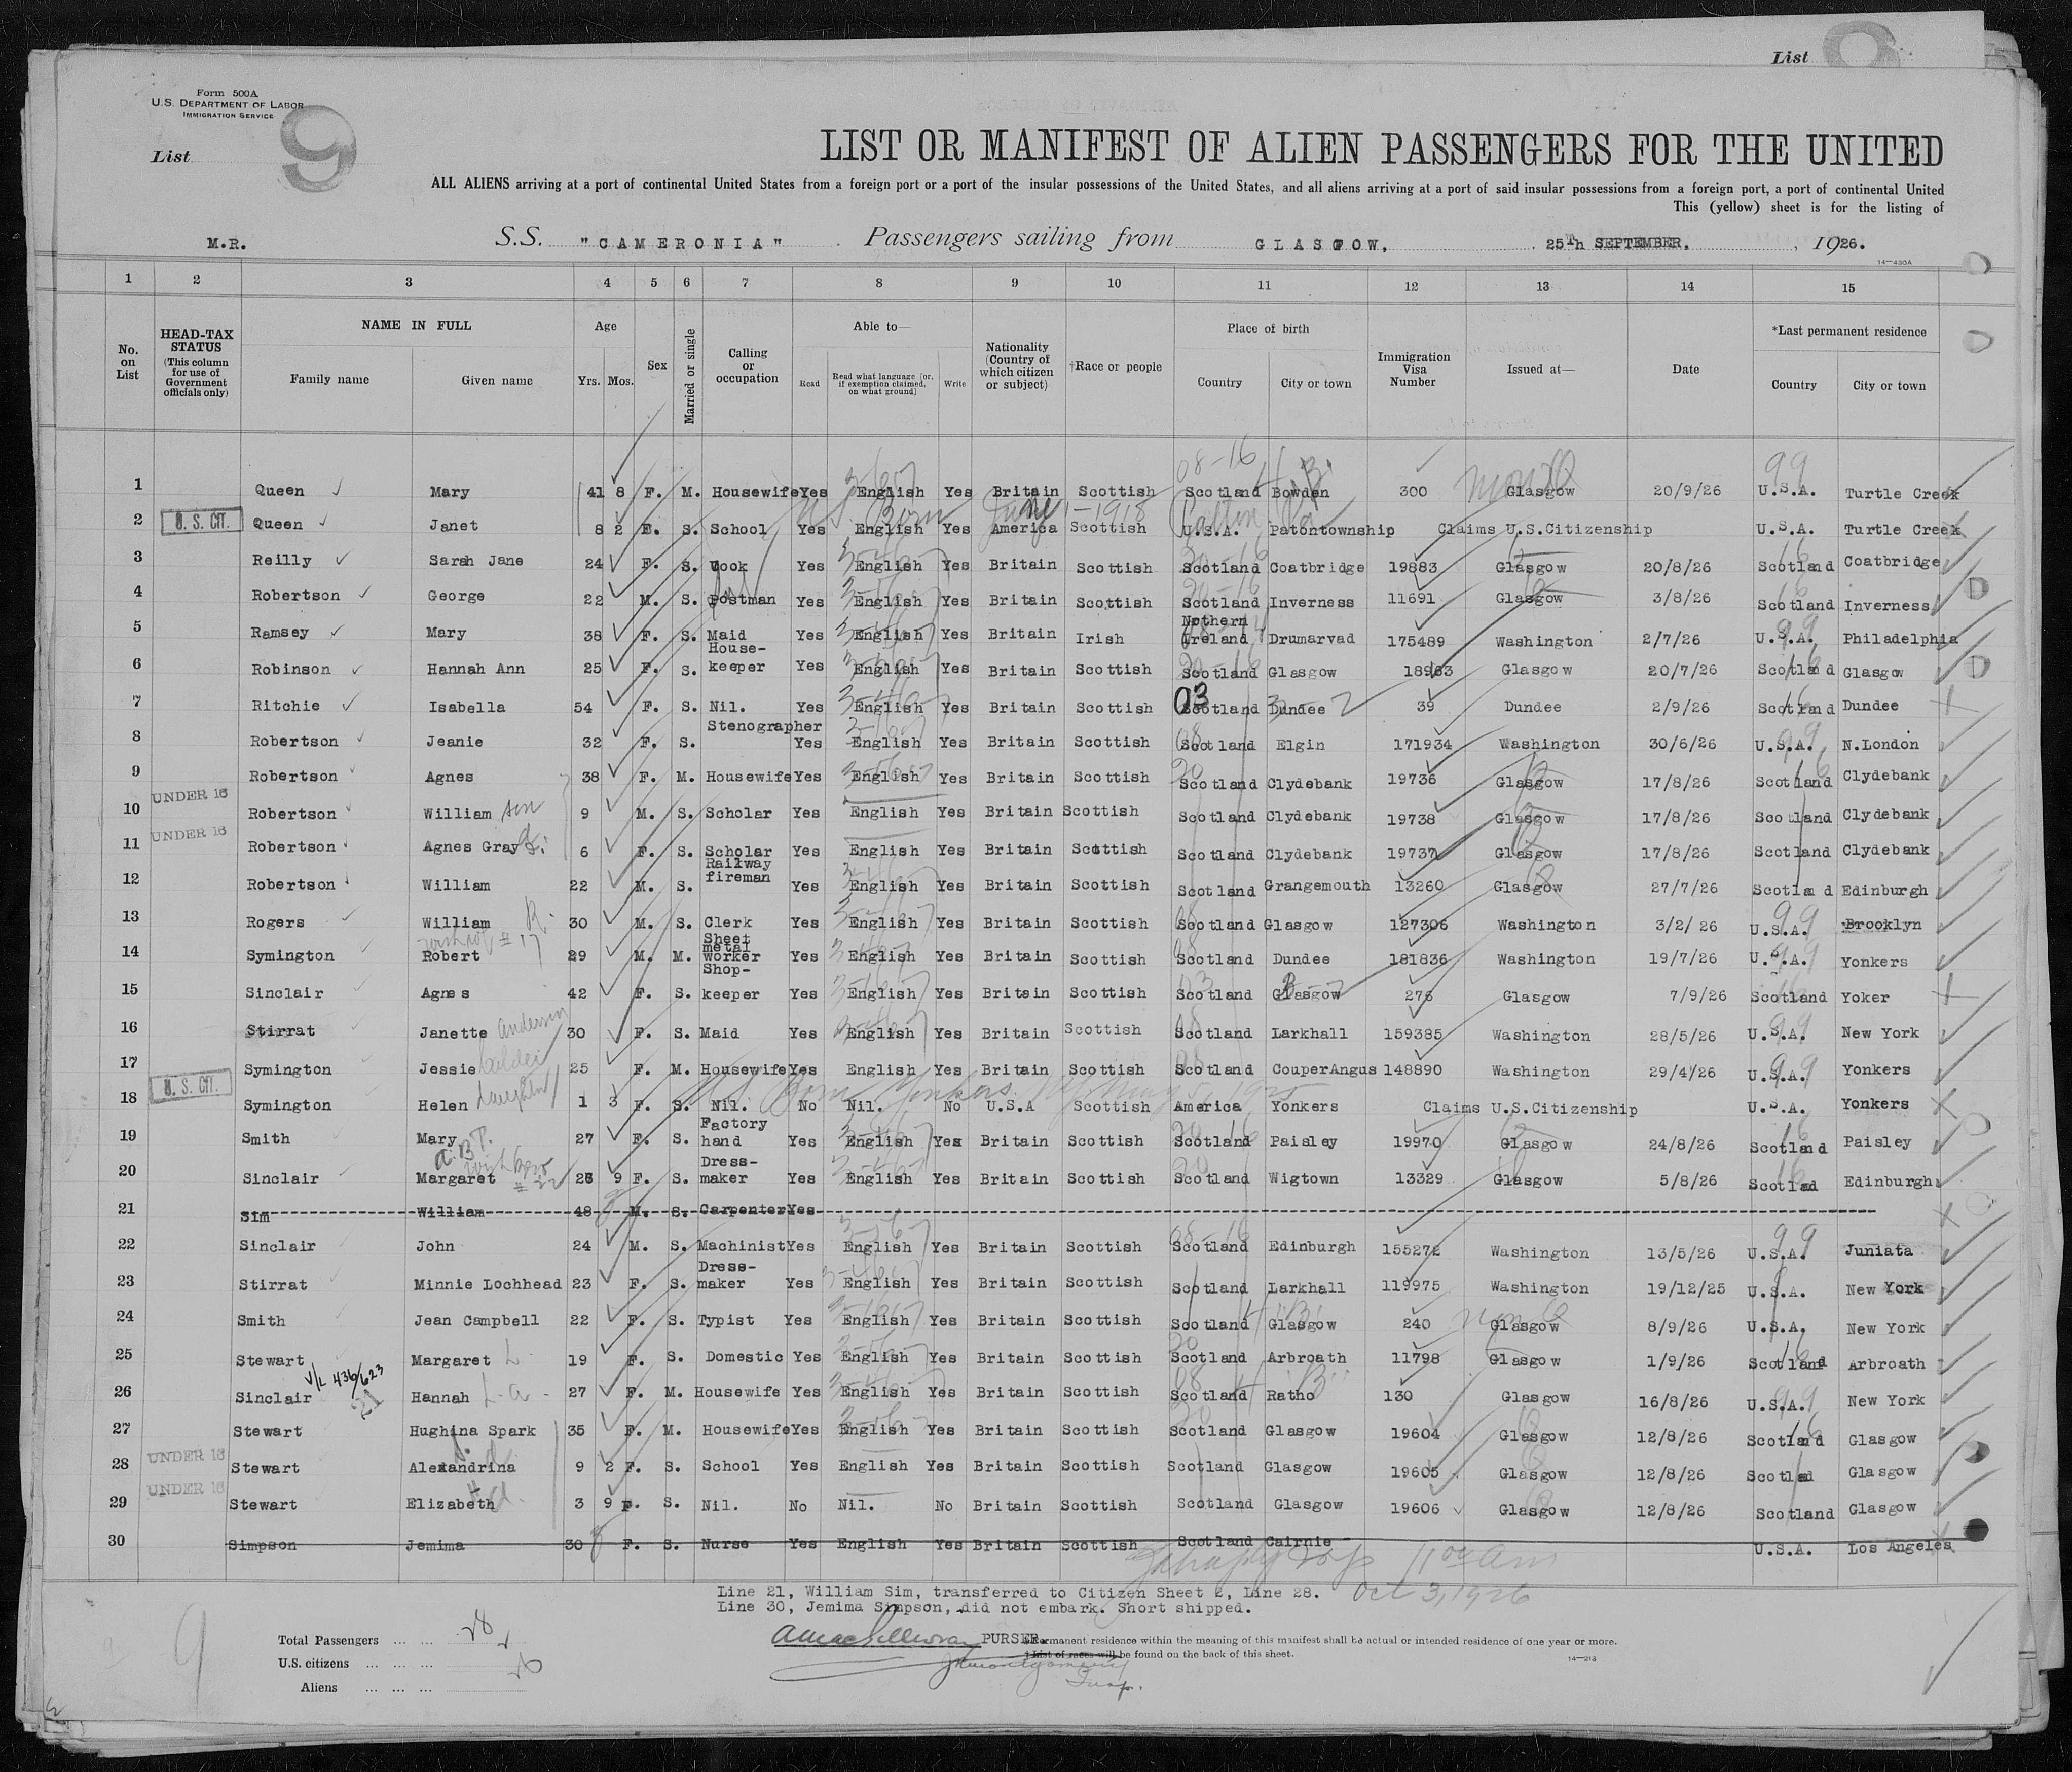 List
Form 500A
U.S. DEPARTMENT OF LABOR
IMMIGRATION SERVICE
List 9
LIST OR MANIFEST OF ALIEN PASSENGERS FOR THE UNITED
ALL ALIENS arriving at a port of continental United States from a foreign port or a port of the insular possessions of the United States, and all aliens arriving at a port of said insular possessions from a foreign port, a port of continental United
This (yellow) sheet is for the listing of
M.R. S.S. "CAMERONIA" Passengers sailing from GLASGOW, 25Th SEPTEMBER, 1926.
14—430A
1 2 3 4 5 6 7 8 9 10 11 12 13 14 15
No. on List HEAD-TAX STATUS (This column for use of Government officials only) NAME IN FULL Family name Given name Age Yrs. Mos. Sex Married or single Calling or occupation Able to— Read Read what language [or, if exemption claimed, on what ground] Write Nationality (Country of which citizen or subject) †Race or people Place of birth Country City or town Immigration Visa Number Issued at— Date *Last permanent residence Country City or town
1 Queen Mary 41 8 F. M. Housewife Yes English Yes Britain Scottish Scotland Bowden 300 Glasgow 20/9/26 U.S.A. Turtle Creek
2 U. S. CIT. Queen Janet 8 2 F. S. School Yes English Yes America Scottish U.S.A. Patontownship Claims U.S.Citizenship U.S.A. Turtle Creek
3 Reilly Sarah Jane 24 F. S. Cook Yes English Yes Britain Scottish Scotland Coatbridge 19883 Glasgow 20/8/26 Scotland Coatbridge
4 Robertson George 22 M. S. Postman Yes English Yes Britain Scottish Scotland Inverness 11691 Glasgow 3/8/26 Scotland Inverness
5 Ramsey Mary 38 F. S. Maid Yes English Yes Britain Irish Nothern Ireland Drumarvad 175489 Washington 2/7/26 U.S.A. Philadelphia
6 Robinson Hannah Ann 25 F. S. House-keeper Yes English Yes Britain Scottish Scotland Glasgow 18963 Glasgow 20/7/26 Scotland Glasgow
7 Ritchie Isabella 54 F. S. Nil. Yes English Yes Britain Scottish Scotland Dundee 39 Dundee 2/9/26 Scotland Dundee
8 Robertson Jeanie 32 F. S. Stenographer Yes English Yes Britain Scottish Scotland Elgin 171934 Washington 30/6/26 U.S.A. N.London
9 Robertson Agnes 38 F. M. Housewife Yes English Yes Britain Scottish Scotland Clydebank 19736 Glasgow 17/8/26 Scotland Clydebank
10 UNDER 16 Robertson William son 9 M. S. Scholar Yes English Yes Britain Scottish Scotland Clydebank 19738 Glasgow 17/8/26 Scotland Clydebank
11 UNDER 16 Robertson Agnes Gray 6 F. S. Scholar Yes English Yes Britain Scottish Scotland Clydebank 19737 Glasgow 17/8/26 Scotland Clydebank
12 Robertson William 22 M. S. Railway fireman Yes English Yes Britain Scottish Scotland Grangemouth 13260 Glasgow 27/7/26 Scotland Edinburgh
13 Rogers William R. 30 M. S. Clerk Yes English Yes Britain Scottish Scotland Glasgow 127306 Washington 3/2/26 U.S.A. Brooklyn
14 Symington Robert 29 M. M. Sheet metal worker Yes English Yes Britain Scottish Scotland Dundee 181836 Washington 19/7/26 U.S.A. Yonkers
15 Sinclair Agnes 42 F. S. Shop-keeper Yes English Yes Britain Scottish Scotland Glasgow 276 Glasgow 7/9/26 Scotland Yoker
16 Stirrat Janette Anderson 30 F. S. Maid Yes English Yes Britain Scottish Scotland Larkhall 159385 Washington 28/5/26 U.S.A. New York
17 Symington Jessie 25 F. M. Housewife Yes English Yes Britain Scottish Scotland CouperAngus 148890 Washington 29/4/26 U.S.A. Yonkers
18 U. S. CIT. Symington Helen daughter 1 3 F. S. Nil. No Nil. No U.S.A Scottish America Yonkers Claims U.S.Citizenship U.S.A. Yonkers
19 Smith Mary 27 F. S. Factory hand Yes English Yes Britain Scottish Scotland Paisley 19970 Glasgow 24/8/26 Scotland Paisley
20 Sinclair Margaret 26 9 F. S. Dress-maker Yes English Yes Britain Scottish Scotland Wigtown 13329 Glasgow 5/8/26 Scotland Edinburgh
21 Sim William 48 M. S. Carpenter Yes
22 Sinclair John 24 M. S. Machinist Yes English Yes Britain Scottish Scotland Edinburgh 155272 Washington 13/5/26 U.S.A. Juniata
23 Stirrat Minnie Lochhead 23 F. S. Dress-maker Yes English Yes Britain Scottish Scotland Larkhall 119975 Washington 19/12/25 U.S.A. New York
24 Smith Jean Campbell 22 F. S. Typist Yes English Yes Britain Scottish Scotland Glasgow 240 Glasgow 8/9/26 U.S.A. New York
25 Stewart Margaret 19 F. S. Domestic Yes English Yes Britain Scottish Scotland Arbroath 11798 Glasgow 1/9/26 Scotland Arbroath
26 Sinclair V/L 436/623 Hannah 27 F. M. Housewife Yes English Yes Britain Scottish Scotland Ratho 130 Glasgow 16/8/26 U.S.A. New York
27 Stewart Hughina Spark 35 F. M. Housewife Yes English Yes Britain Scottish Scotland Glasgow 19604 Glasgow 12/8/26 Scotland Glasgow
28 UNDER 16 Stewart Alexandrina 9 2 F. S. School Yes English Yes Britain Scottish Scotland Glasgow 19605 Glasgow 12/8/26 Scotland Glasgow
29 UNDER 16 Stewart Elizabeth 3 9 F. S. Nil. No Nil. No Britain Scottish Scotland Glasgow 19606 Glasgow 12/8/26 Scotland Glasgow
30 Simpson Jemima 30 F. S. Nurse Yes English Yes Britain Scottish Scotland Cairnie U.S.A. Los Angeles
Line 21, William Sim, transferred to Citizen Sheet 2, Line 28. Oct 3, 1926
Line 30, Jemima Simpson, did not embark. Short shipped.
PURSER.
Total Passengers ... ... 28
U.S. citizens ... ... ... 2
Aliens ... ... ... 26
*Permanent residence within the meaning of this manifest shall be actual or intended residence of one year or more.
† List of races will be found on the back of this sheet.
14—213
9